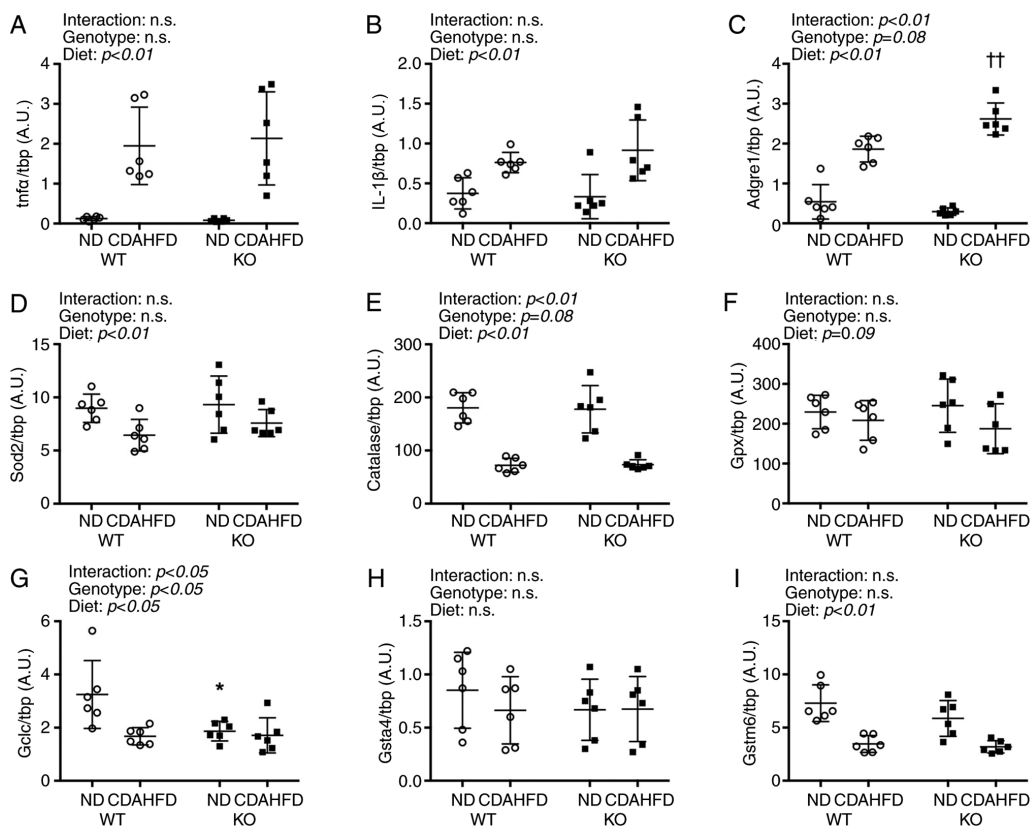 A
Interaction: n.s.
Genotype: n.s.
Diet: p<0.01
tnfα/tbp (A.U.)
4
3
2
1
0
ND CDAHFD ND CDAHFD
WT KO
B
Interaction: n.s.
Genotype: n.s.
Diet: p<0.01
IL-1β/tbp (A.U.)
2.0
1.5
1.0
0.5
0.0
ND CDAHFD ND CDAHFD
WT KO
C
Interaction: p<0.01
Genotype: p=0.08
Diet: p<0.01
Adgre1/tbp (A.U.)
4
3
2
1
0
††
ND CDAHFD ND CDAHFD
WT KO
D
Interaction: n.s.
Genotype: n.s.
Diet: p<0.01
Sod2/tbp (A.U.)
15
10
5
0
ND CDAHFD ND CDAHFD
WT KO
E
Interaction: p<0.01
Genotype: p=0.08
Diet: p<0.01
Catalase/tbp (A.U.)
300
200
100
0
ND CDAHFD ND CDAHFD
WT KO
F
Interaction: n.s.
Genotype: n.s.
Diet: p=0.09
Gpx/tbp (A.U.)
400
300
200
100
0
ND CDAHFD ND CDAHFD
WT KO
G
Interaction: p<0.05
Genotype: p<0.05
Diet: p<0.05
Gclc/tbp (A.U.)
6
4
2
0
*
ND CDAHFD ND CDAHFD
WT KO
H
Interaction: n.s.
Genotype: n.s.
Diet: n.s.
Gsta4/tbp (A.U.)
1.5
1.0
0.5
0.0
ND CDAHFD ND CDAHFD
WT KO
I
Interaction: n.s.
Genotype: n.s.
Diet: p<0.01
Gstm6/tbp (A.U.)
15
10
5
0
ND CDAHFD ND CDAHFD
WT KO